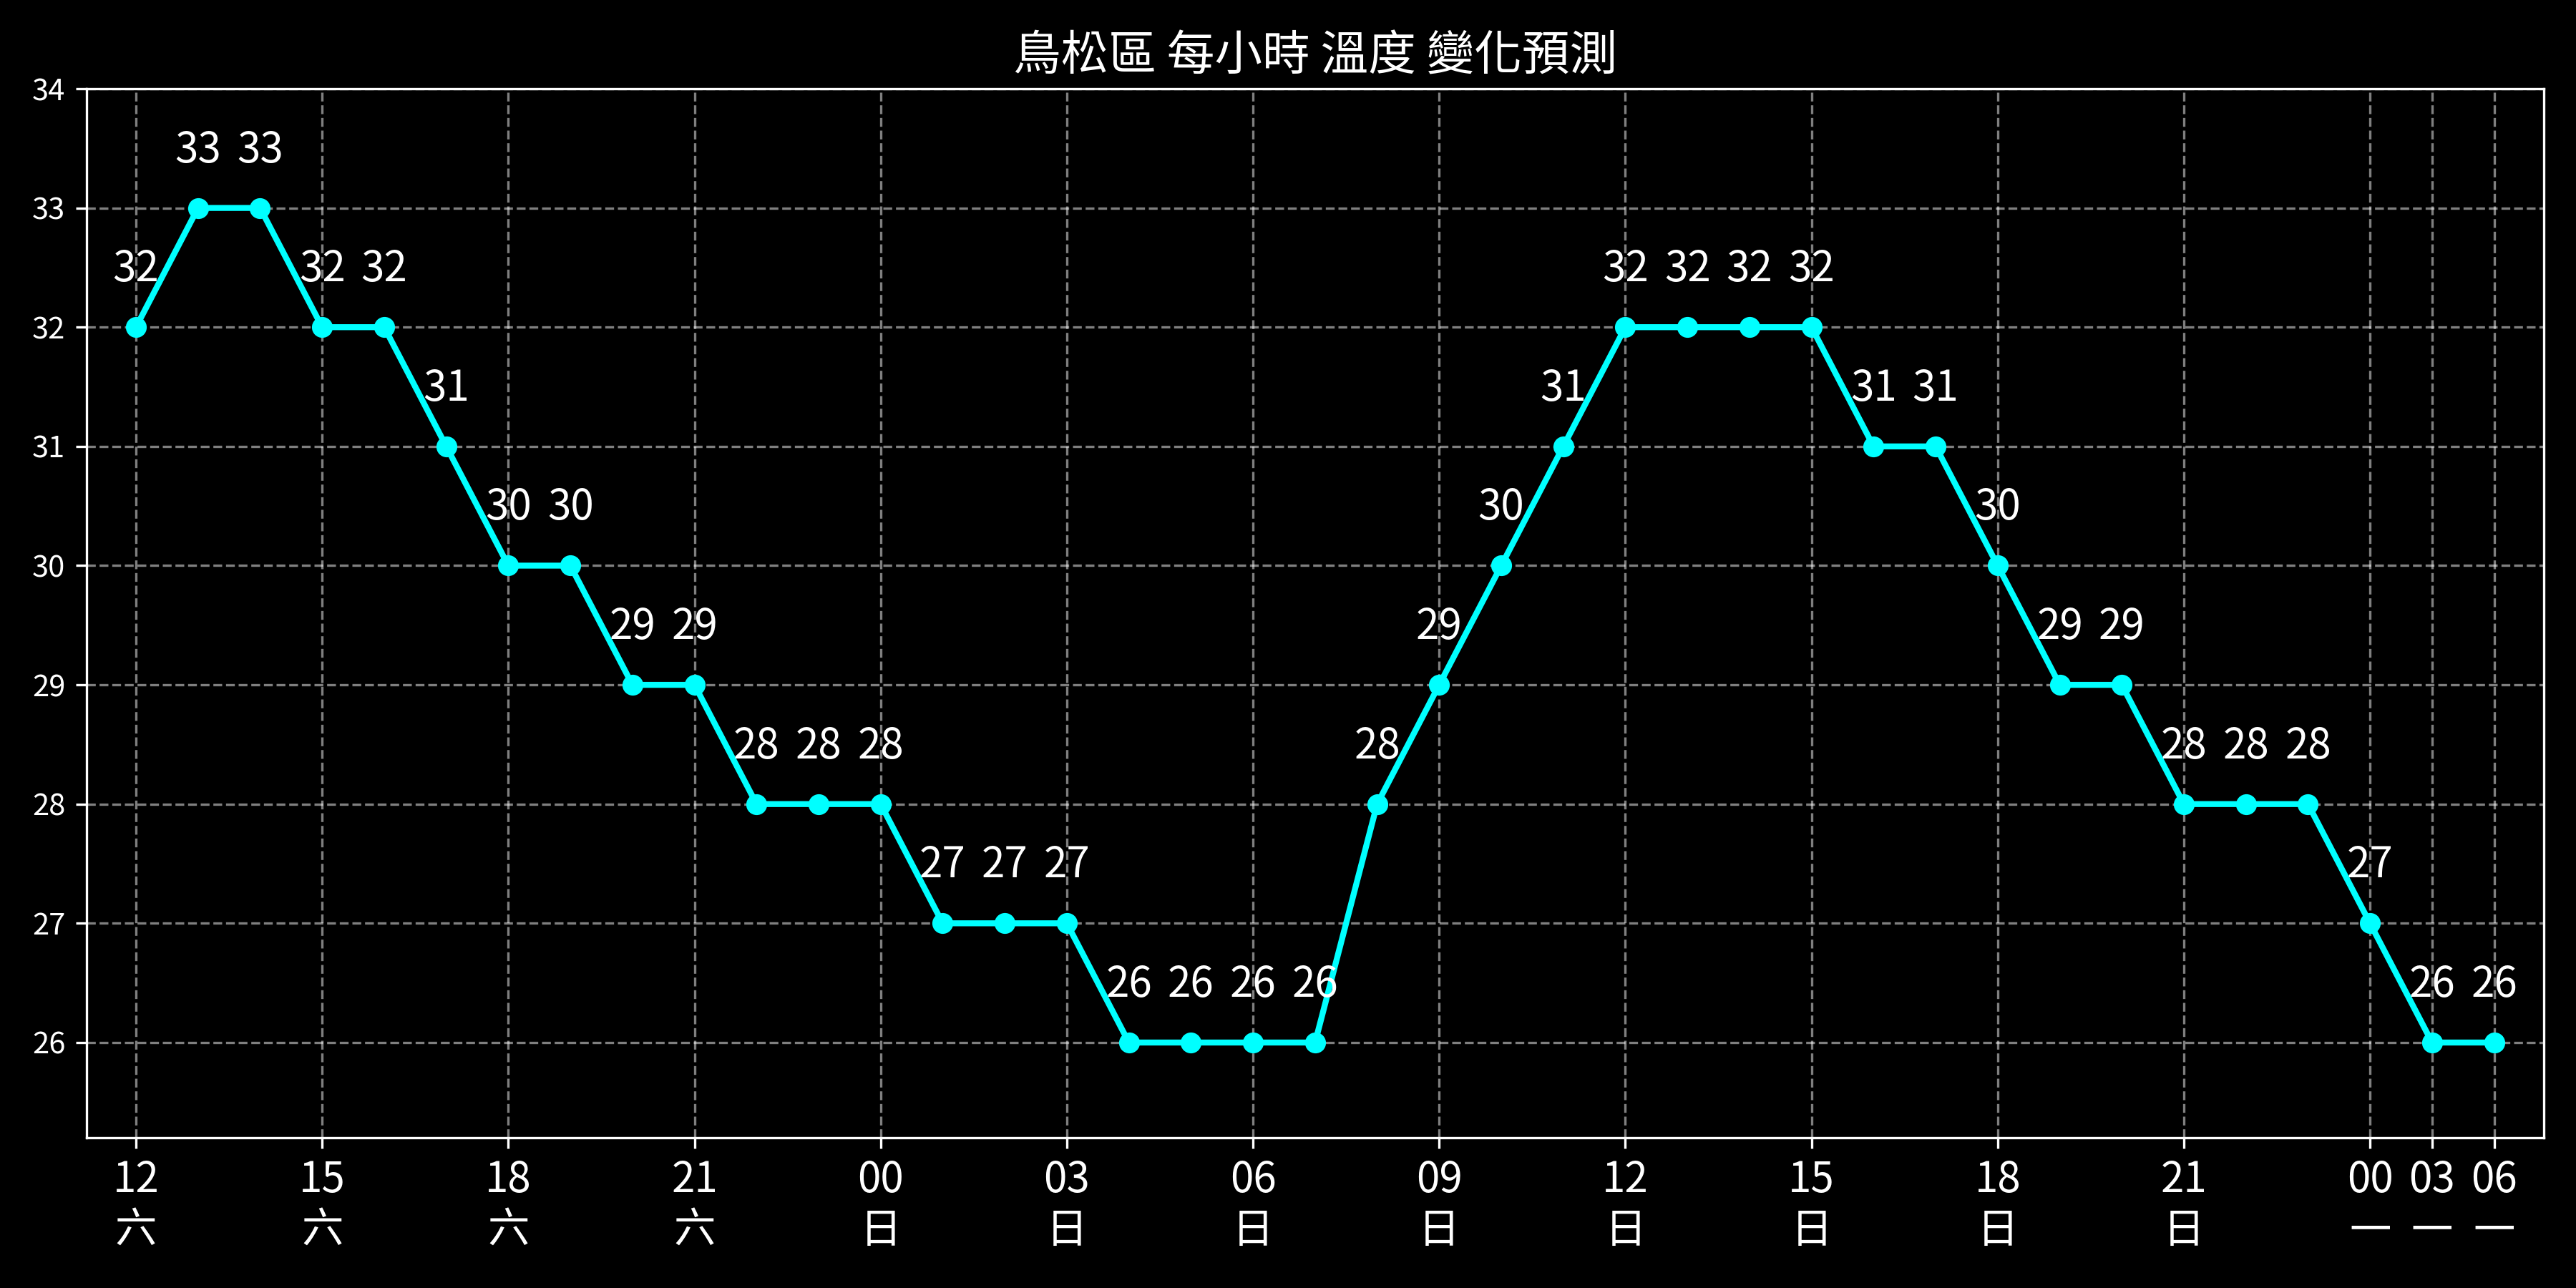 鳥松區 每小時 溫度 變化預測
34
33 33
33
32 32 32 32 32 32 32
32
31 31 31 31
31
30 30 30 30
30
29 29 29 29 29
29
28 28 28 28 28 28 28
28
27 27 27 27
27
26 26 26 26 26 26
26
12 15 18 21 00 03 06 09 12 15 18 21 00 03 06
六 六 六 六 日 日 日 日 日 日 日 日 一 一 一